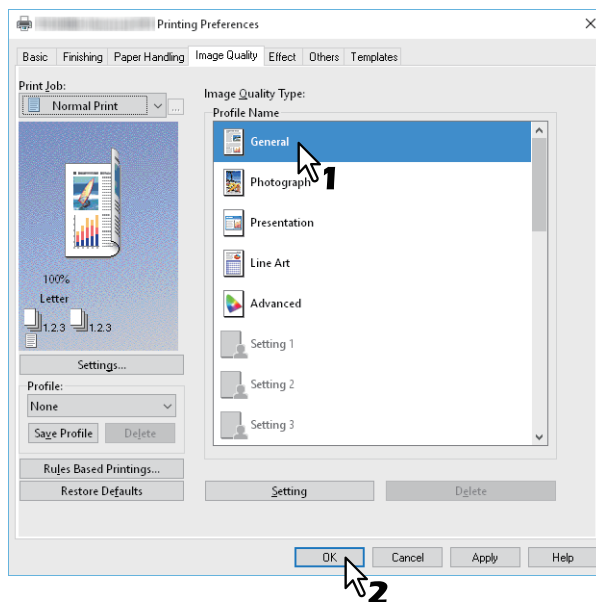 Printing Preferences
Basic Finishing Paper Handling Image Quality Effect Others Templates
Print Job:
Normal Print
...
100%
Letter
1.2.3 1.2.3
Settings...
Profile:
None
Save Profile Delete
Rules Based Printings...
Restore Defaults
Image Quality Type:
Profile Name
General
1
Photograph
Presentation
Line Art
Advanced
Setting 1
Setting 2
Setting 3
Setting Delete
OK Cancel Apply Help
2